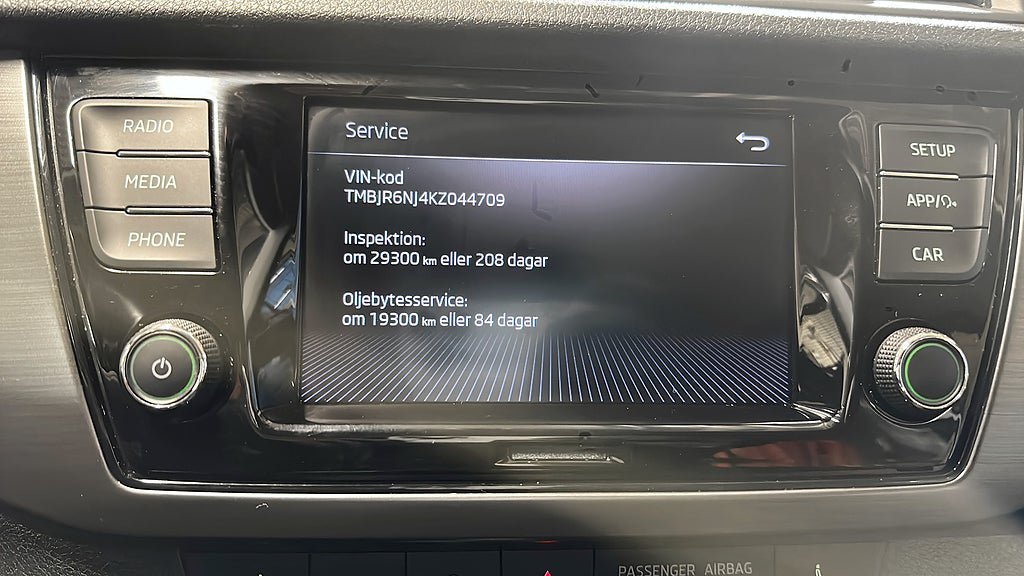 Service
RADIO
MEDIA
PHONE
VIN-kod
TMBJR6NJ4KZ044709
Inspektion:
om 29300 km eller 208 dagar
Oljebytesservice:
om 19300 km eller 84 dagar
SETUP
APP/
CAR
PASSENGER AIRBAG